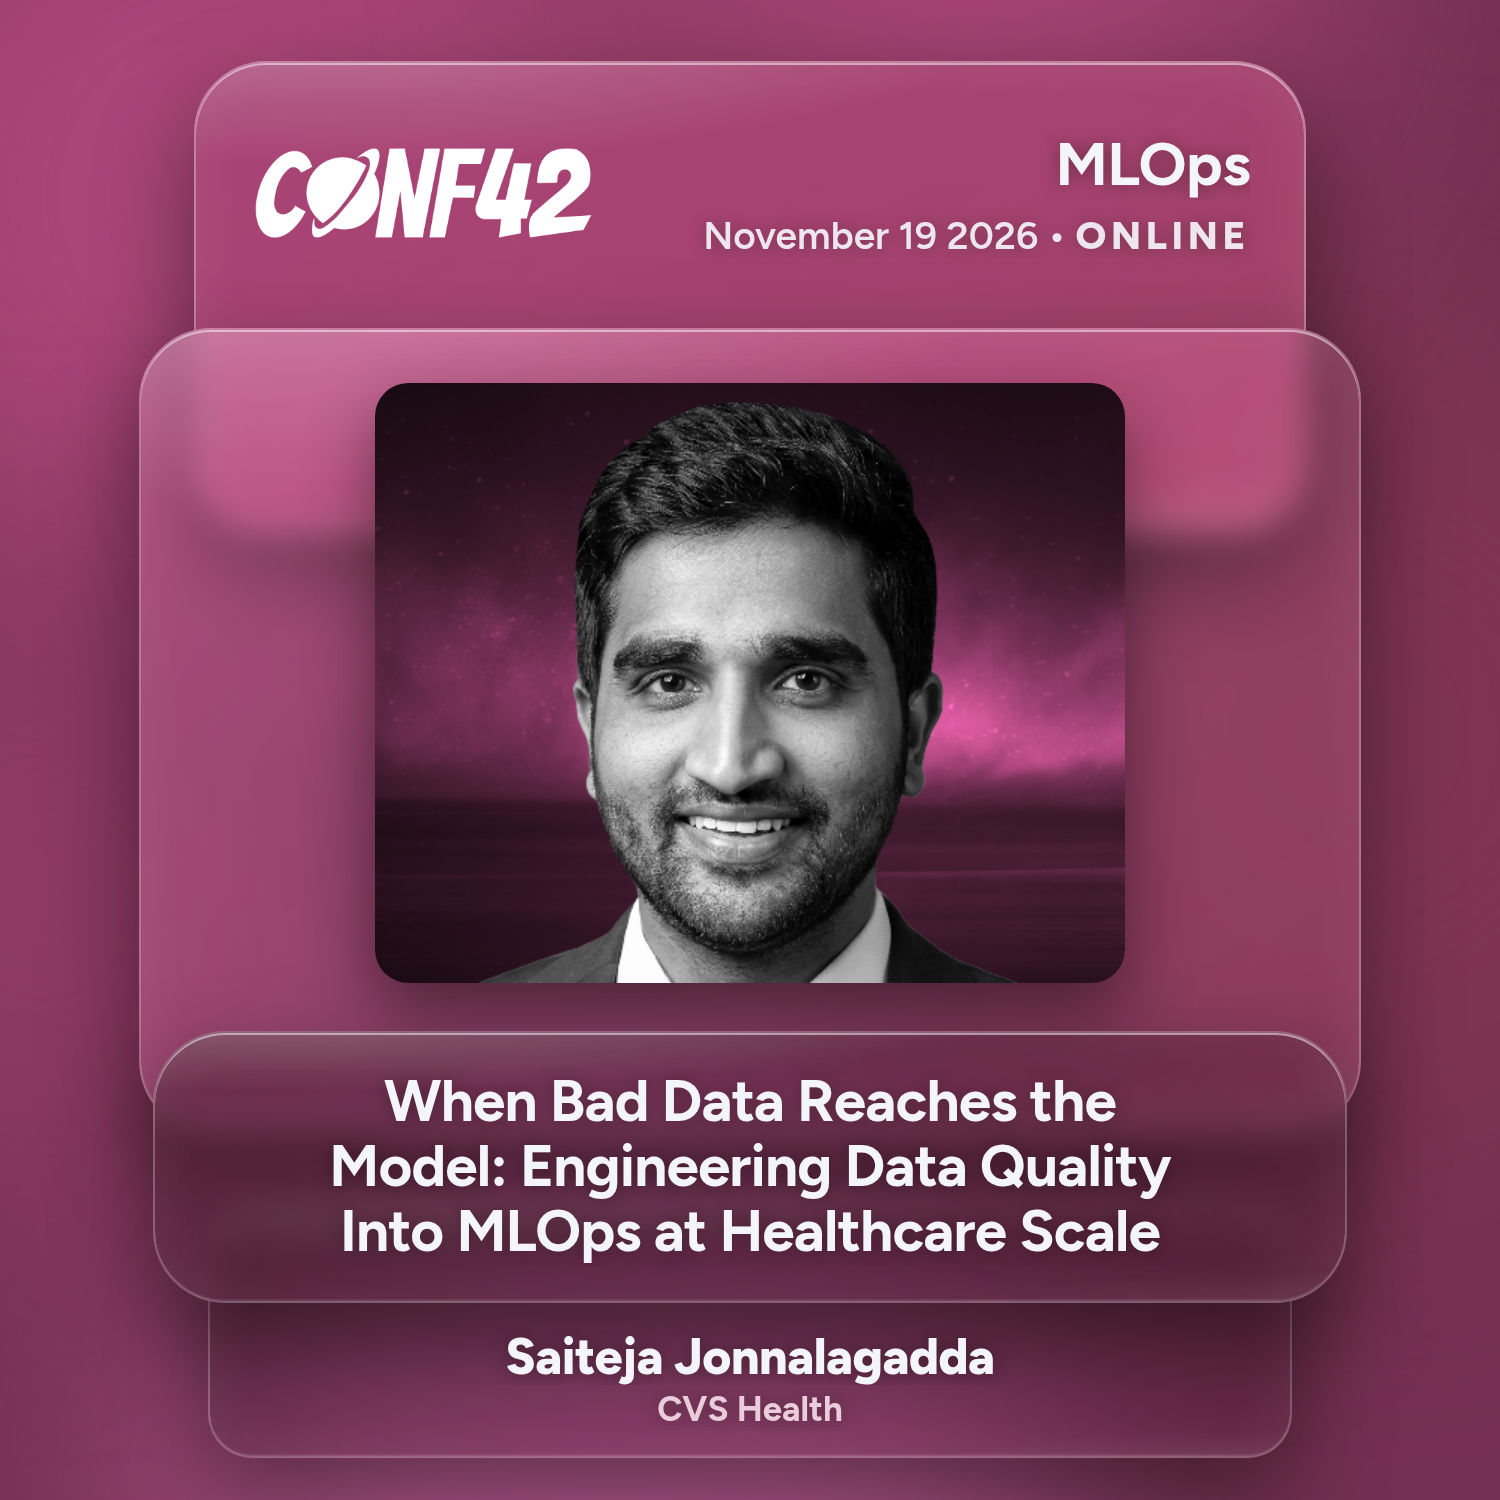 CONF42
MLOps
November 19 2026 • ONLINE
When Bad Data Reaches the
Model: Engineering Data Quality
Into MLOps at Healthcare Scale
Saiteja Jonnalagadda
CVS Health